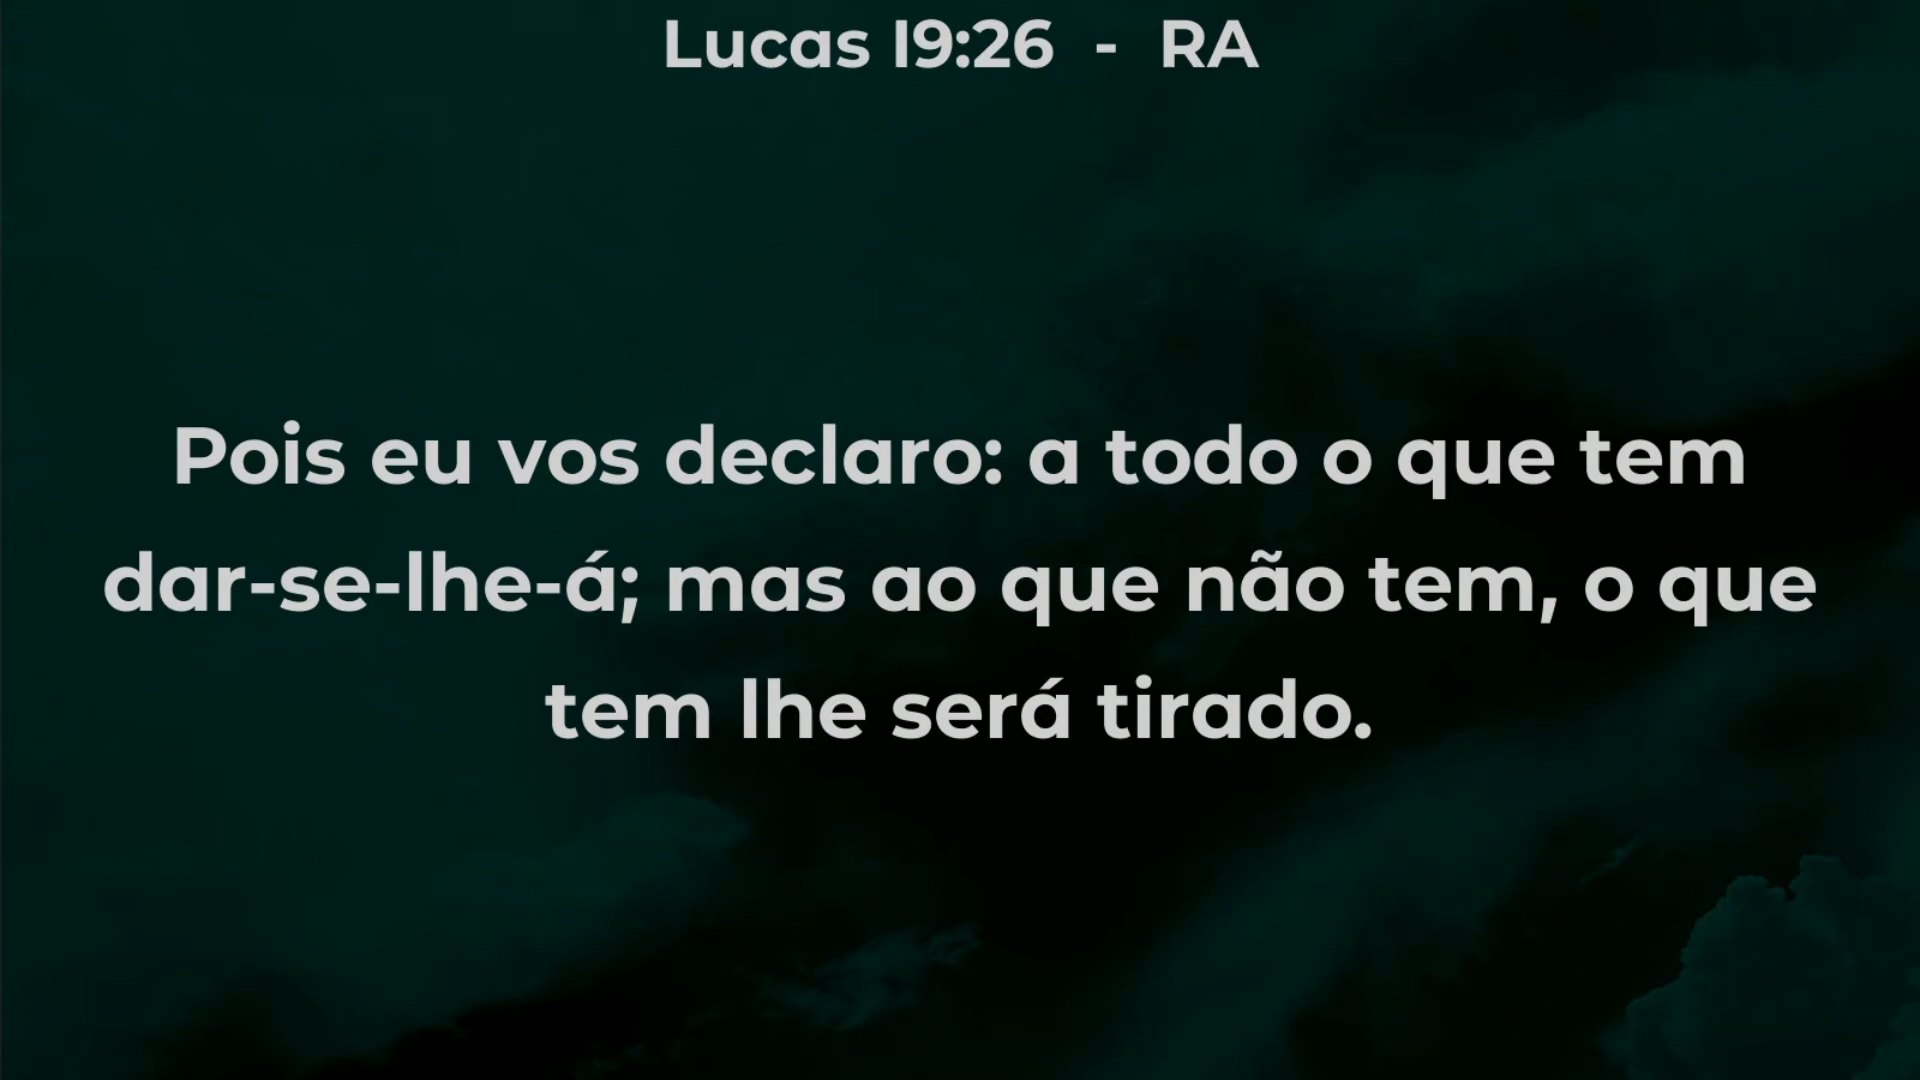 Lucas 19:26 - RA
Pois eu vos declaro: a todo o que tem
dar-se-lhe-á; mas ao que não tem, o que
tem lhe será tirado.